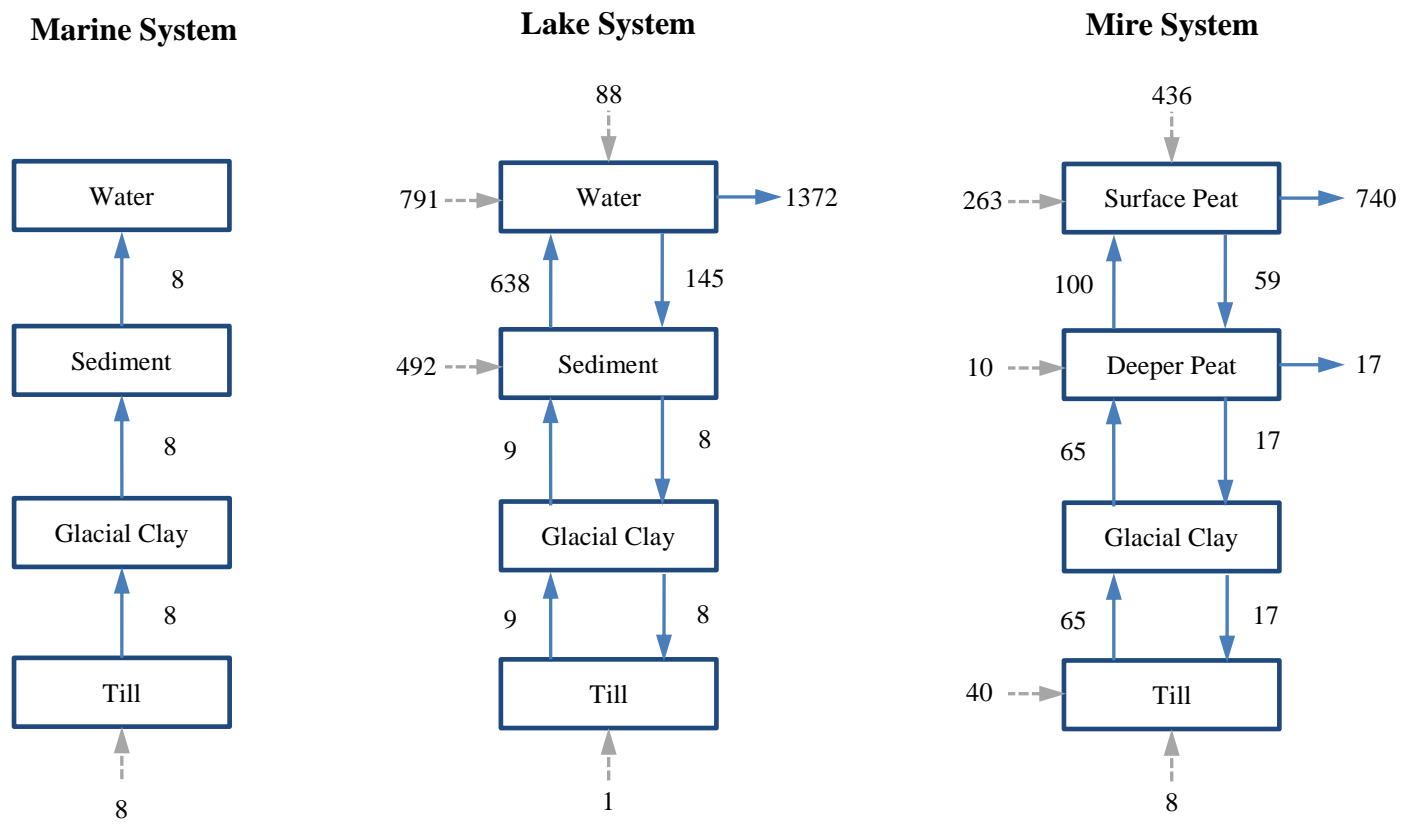 Marine System
Water
8
Sediment
8
Glacial Clay
8
Till
8
Lake System
88
791
Water
1372
638
145
492
Sediment
9
8
Glacial Clay
9
8
Till
1
Mire System
436
263
Surface Peat
740
100
59
10
Deeper Peat
17
65
17
Glacial Clay
65
17
40
Till
8